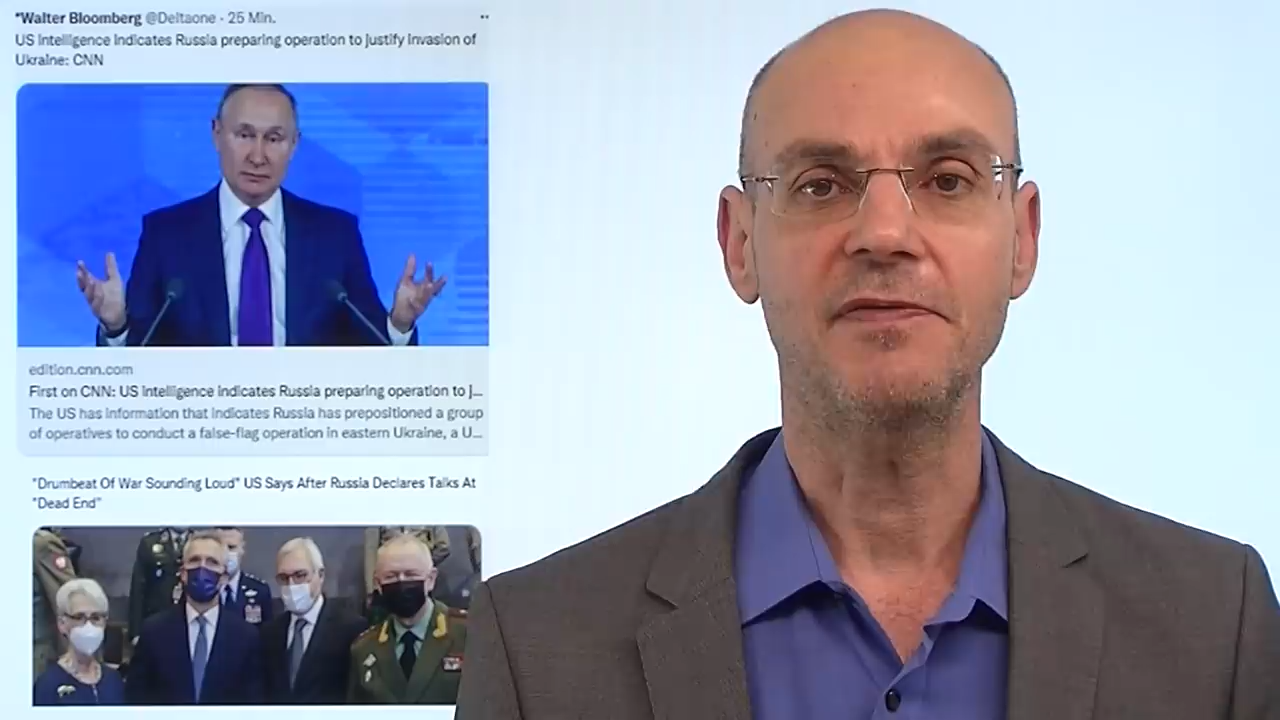 *Walter Bloomberg @Deltaone · 25 Min.
US Intelligence Indicates Russia preparing operation to justify Invasion of
Ukraine: CNN
edition.cnn.com
First on CNN: US intelligence indicates Russia preparing operation to j...
The US has information that indicates Russia has prepositioned a group
of operatives to conduct a false-flag operation in eastern Ukraine, a U...
"Drumbeat Of War Sounding Loud" US Says After Russia Declares Talks At
"Dead End"